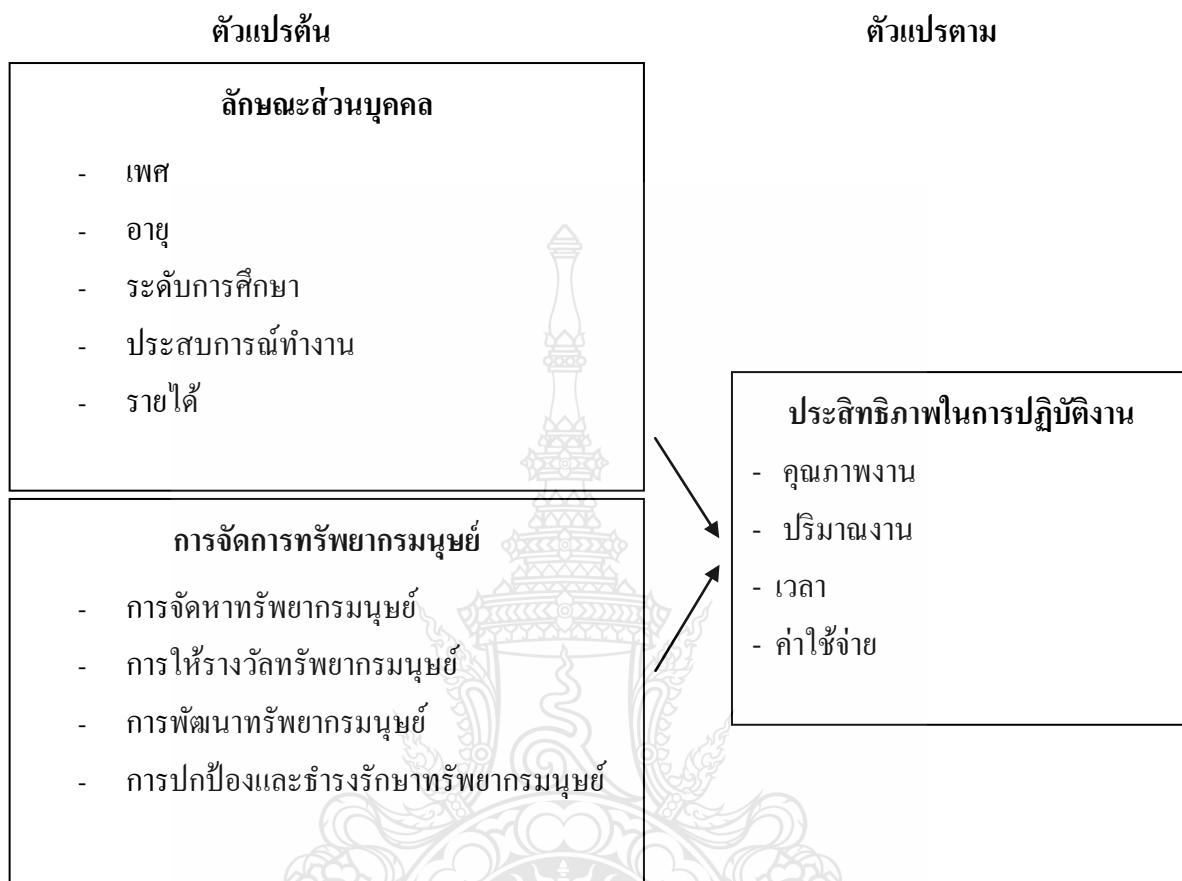 ตัวแปรต้น
ตัวแปรตาม
ลักษณะส่วนบุคคล
- เพศ
- อายุ
- ระดับการศึกษา
- ประสบการณ์ทำงาน
- รายได้
การจัดการทรัพยากรมนุษย์
- การจัดหาทรัพยากรมนุษย์
- การให้รางวัลทรัพยากรมนุษย์
- การพัฒนาทรัพยากรมนุษย์
- การปกป้องและธำรงรักษาทรัพยากรมนุษย์
ประสิทธิภาพในการปฏิบัติงาน
- คุณภาพงาน
- ปริมาณงาน
- เวลา
- ค่าใช้จ่าย